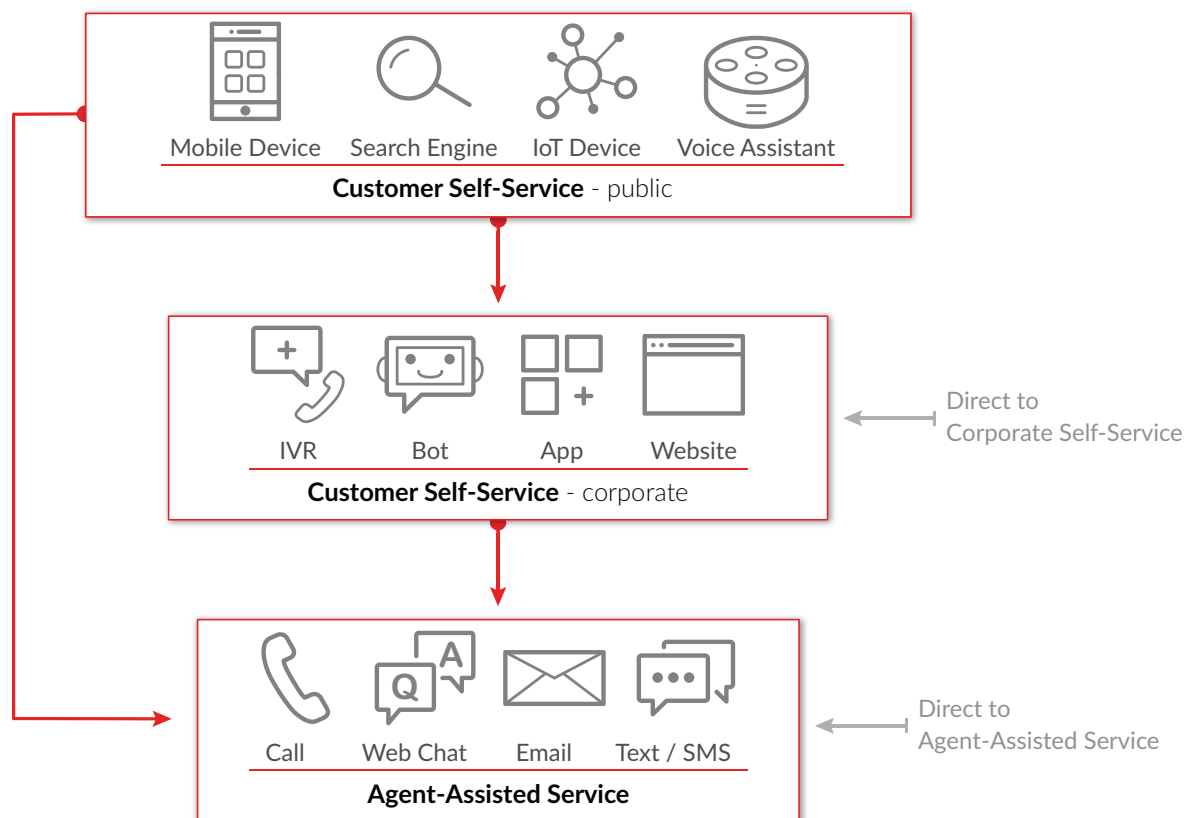 Mobile Device Search Engine IoT Device Voice Assistant
Customer Self-Service - public
IVR Bot App Website
Direct to
Corporate Self-Service
Customer Self-Service - corporate
Q A
Call Web Chat Email Text / SMS
Direct to
Agent-Assisted Service
Agent-Assisted Service